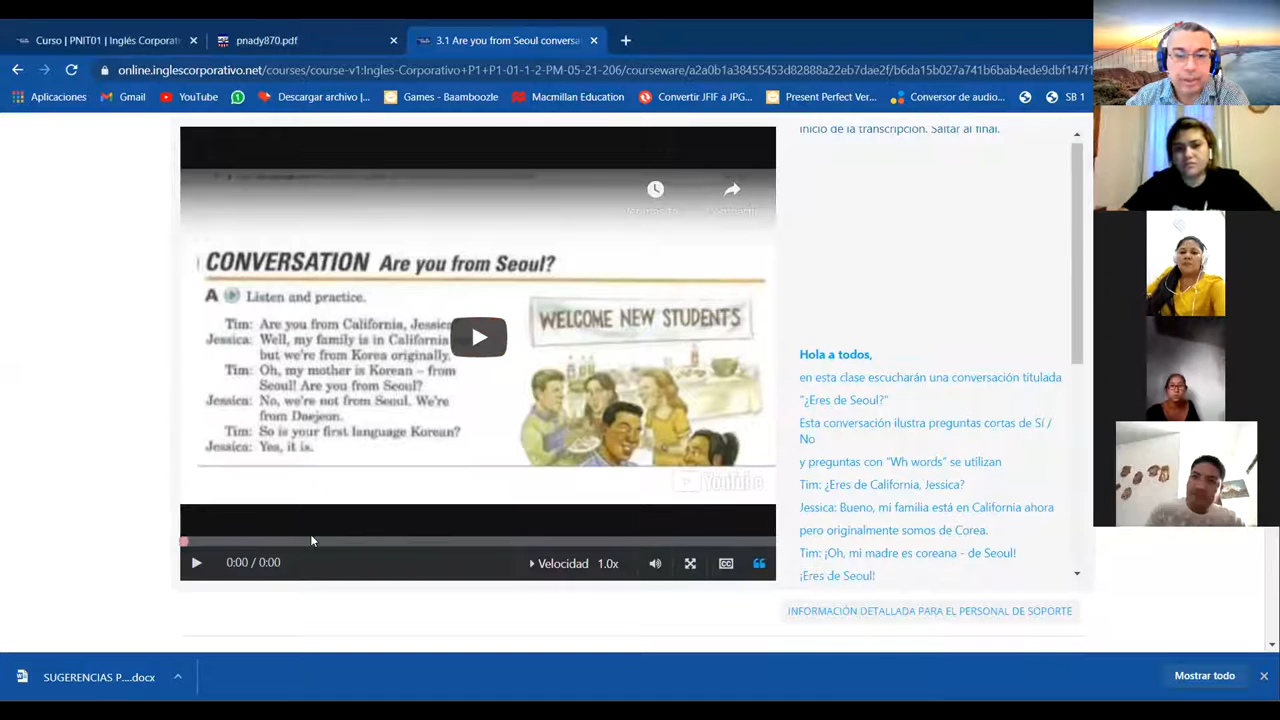 Curso | PNIT01 | Inglés Corporati
pnady870.pdf
3.1 Are you from Seoul conversa
online.inglescorporativo.net/courses/course-v1:Ingles-Corporativo+P1+P1-01-1-2-PM-05-21-206/courseware/a2a0b1a38455453d82888a22eb7dae2f/b6da15b027a741b6bab4ede9dbf147f1
Aplicaciones
Gmail
YouTube
Descargar archivo |...
Games - Baamboozle
Macmillan Education
Convertir JFIF a JPG...
Present Perfect Ver...
Conversor de audio...
SB 1
Inicio de la transcripción. Saltar al final.
CONVERSATION Are you from Seoul?
A Listen and practice.
Tim: Are you from California, Jessica
Jessica: Well, my family is in California
but we're from Korea originally.
Tim: Oh, my mother is Korean – from
Seoul! Are you from Seoul?
Jessica: No, we're not from Seoul. We're
from Daejeon.
Tim: So is your first language Korean?
Jessica: Yes, it is.
WELCOME NEW STUDENTS
YouTube
0:00 / 0:00
Velocidad 1.0x
Hola a todos,
en esta clase escucharán una conversación titulada
"¿Eres de Seoul?"
Esta conversación ilustra preguntas cortas de Sí /
No
y preguntas con "Wh words" se utilizan
Tim: ¿Eres de California, Jessica?
Jessica: Bueno, mi familia está en California ahora
pero originalmente somos de Corea.
Tim: ¡Oh, mi madre es coreana - de Seoul!
¡Eres de Seoul!
INFORMACIÓN DETALLADA PARA EL PERSONAL DE SOPORTE
SUGERENCIAS P....docx
Mostrar todo